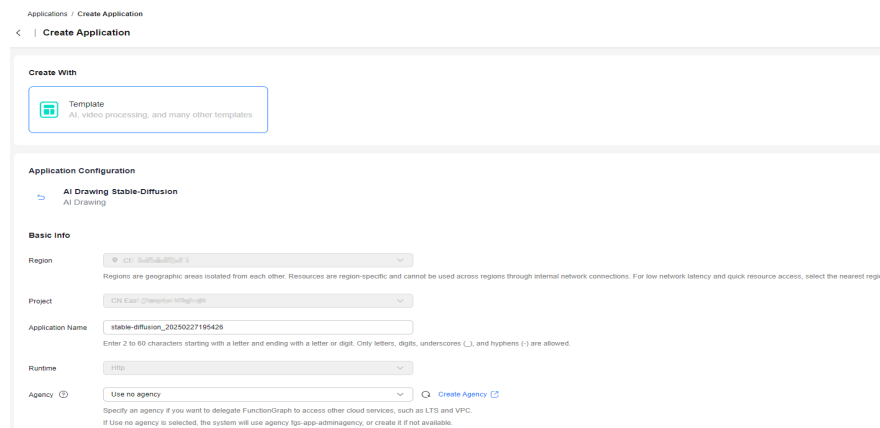 Applications / Create Application
Create Application
Create With
Template
AI, video processing, and many other templates
Application Configuration
AI Drawing Stable-Diffusion
AI Drawing
Basic Info
Region
Regions are geographic areas isolated from each other. Resources are region-specific and cannot be used across regions through internal network connections. For low network latency and quick resource access, select the nearest regi
Project CN East
Application Name stable-diffusion_20250227195426
Enter 2 to 60 characters starting with a letter and ending with a letter or digit. Only letters, digits, underscores (_), and hyphens (-) are allowed.
Runtime Http
Agency Use no agency Create Agency
Specify an agency if you want to delegate FunctionGraph to access other cloud services, such as LTS and VPC.
If Use no agency is selected, the system will use agency fgs-app-adminagency, or create it if not available.